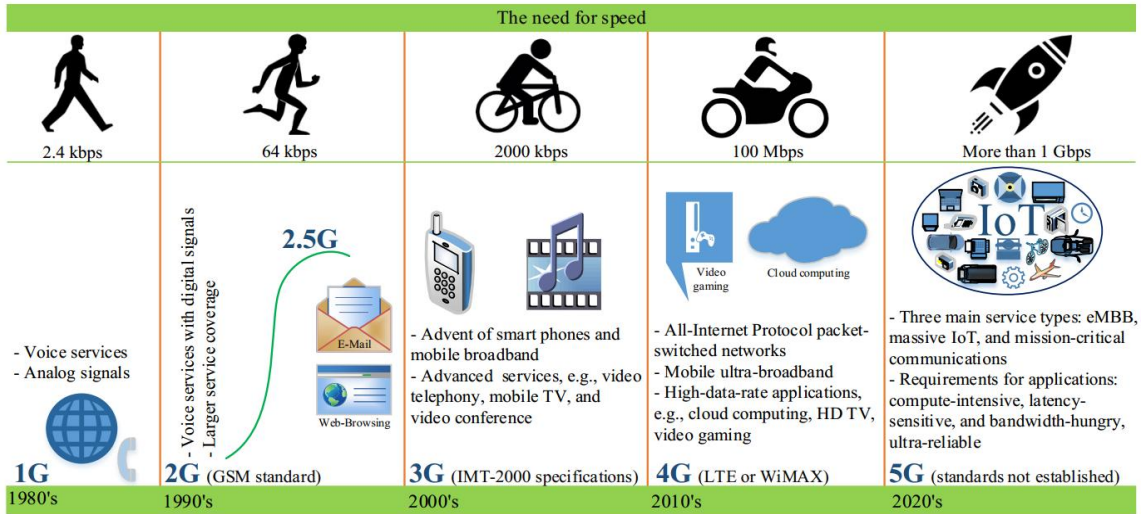 The need for speed
2.4 kbps
64 kbps
2000 kbps
100 Mbps
More than 1 Gbps
- Voice services
- Analog signals
1G
1980's
- Voice services with digital signals
- Larger service coverage
2.5G
E-Mail
Web-Browsing
2G (GSM standard)
1990's
- Advent of smart phones and
mobile broadband
- Advanced services, e.g., video
telephony, mobile TV, and
video conference
3G (IMT-2000 specifications)
2000's
Video
gaming
Cloud computing
- All-Internet Protocol packet-
switched networks
- Mobile ultra-broadband
- High-data-rate applications,
e.g., cloud computing, HD TV,
video gaming
4G (LTE or WiMAX)
2010's
IoT
- Three main service types: eMBB,
massive IoT, and mission-critical
communications
- Requirements for applications:
compute-intensive, latency-
sensitive, and bandwidth-hungry,
ultra-reliable
5G (standards not established)
2020's